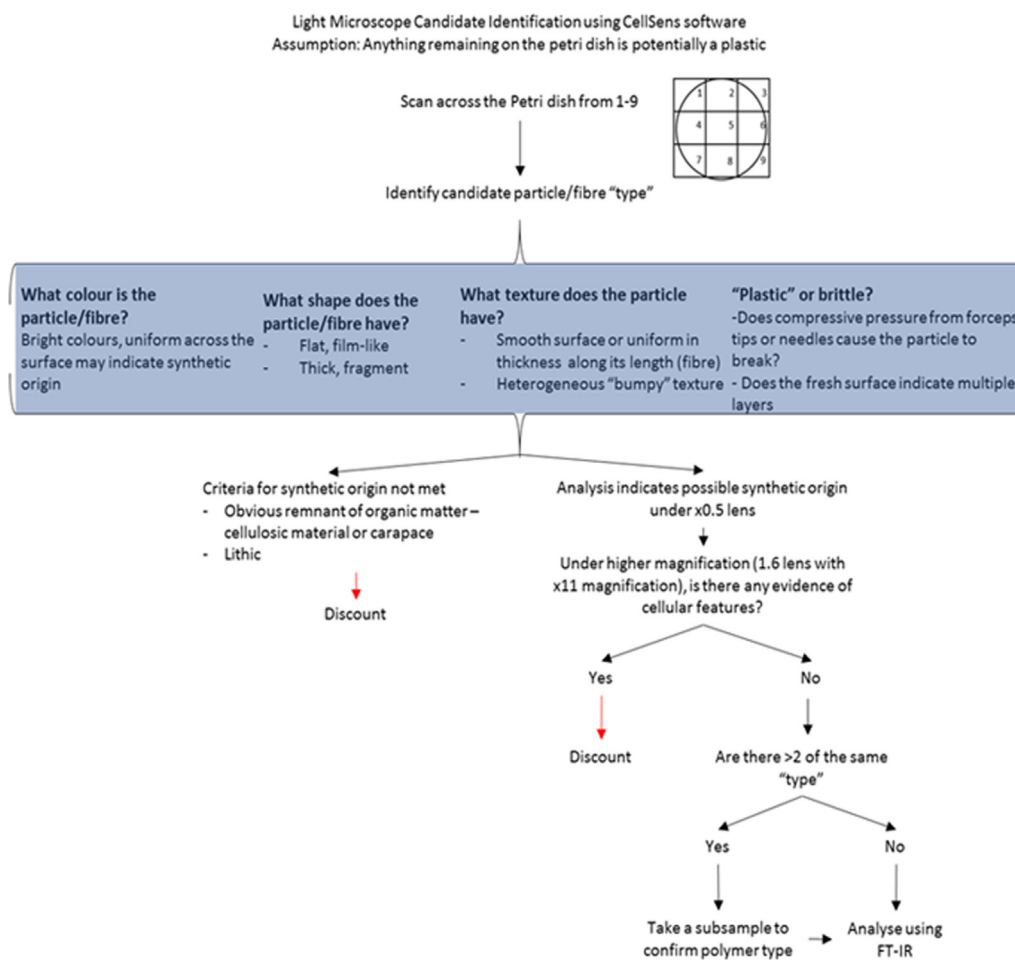 Light Microscope Candidate Identification using CellSens software
Assumption: Anything remaining on the petri dish is potentially a plastic
Scan across the Petri dish from 1-9
1 2 3
4 5 6
7 8 9
Identify candidate particle/fibre “type”
What colour is the
particle/fibre?
Bright colours, uniform across the
surface may indicate synthetic
origin
What shape does the
particle/fibre have?
- Flat, film-like
- Thick, fragment
What texture does the particle
have?
- Smooth surface or uniform in
thickness along its length (fibre)
- Heterogeneous “bumpy” texture
“Plastic” or brittle?
-Does compressive pressure from forceps
tips or needles cause the particle to
break?
- Does the fresh surface indicate multiple
layers
Criteria for synthetic origin not met
- Obvious remnant of organic matter –
cellulosic material or carapace
- Lithic
Discount
Analysis indicates possible synthetic origin
under x0.5 lens
Under higher magnification (1.6 lens with
x11 magnification), is there any evidence of
cellular features?
Yes
No
Discount
Are there >2 of the same
“type”
Yes
No
Take a subsample to
confirm polymer type
Analyse using
FT-IR